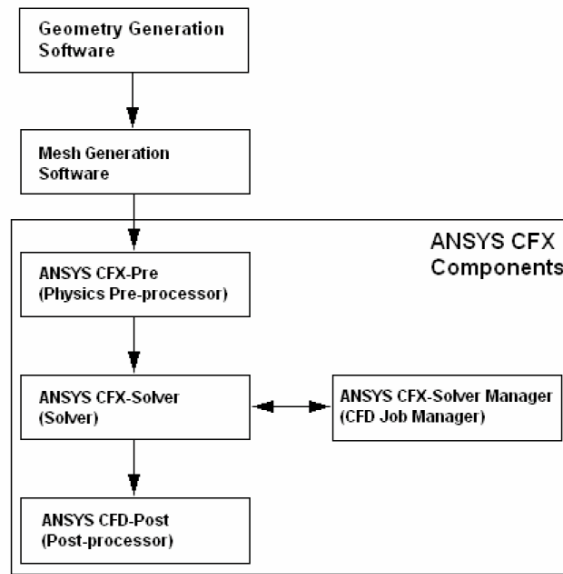 Geometry Generation
Software
Mesh Generation
Software
ANSYS CFX
Components
ANSYS CFX-Pre
(Physics Pre-processor)
ANSYS CFX-Solver
(Solver)
ANSYS CFX-Solver Manager
(CFD Job Manager)
ANSYS CFD-Post
(Post-processor)